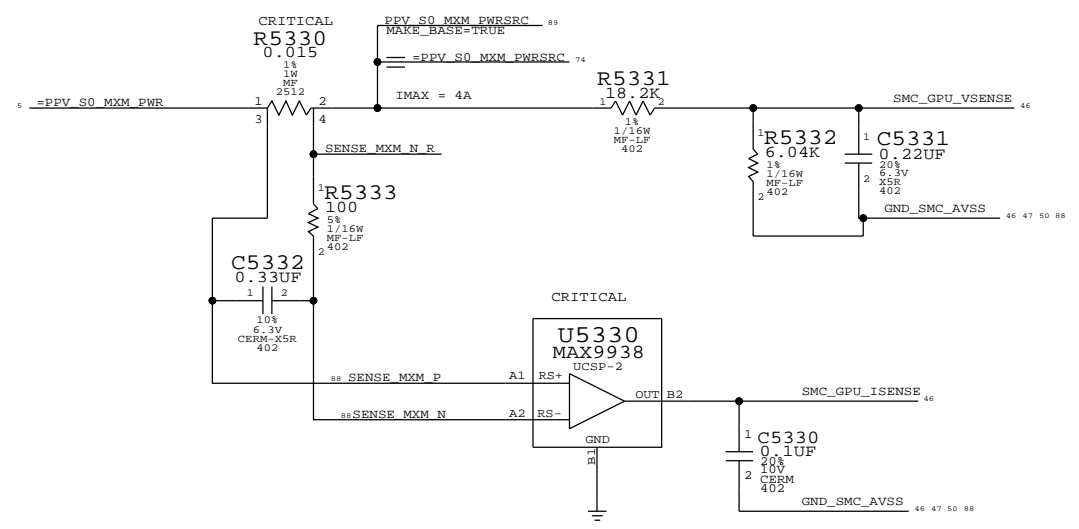 CRITICAL
R5330
0.015
1%
1W
MF
2512
PPV_S0_MXM_PWRSRC 89
MAKE_BASE=TRUE
=PPV_S0_MXM_PWRSRC 74
5 =PPV_S0_MXM_PWR
1 2
3 4
IMAX = 4A
R5331
18.2K
1 2
1%
1/16W
MF-LF
402
SMC_GPU_VSENSE 46
1
R5332
6.04K
1%
1/16W
MF-LF
402
2
1
C5331
0.22UF
20%
6.3V
X5R
402
2
GND_SMC_AVSS 46 47 50 88
SENSE_MXM_N_R
1
R5333
100
5%
1/16W
MF-LF
402
2
C5332
0.33UF
1 2
10%
6.3V
CERM-X5R
402
CRITICAL
U5330
MAX9938
UCSP-2
88 SENSE_MXM_P A1 RS+
88 SENSE_MXM_N A2 RS-
OUT B2
GND
B1
SMC_GPU_ISENSE 46
1
C5330
0.1UF
20%
10V
CERM
402
2
GND_SMC_AVSS 46 47 50 88